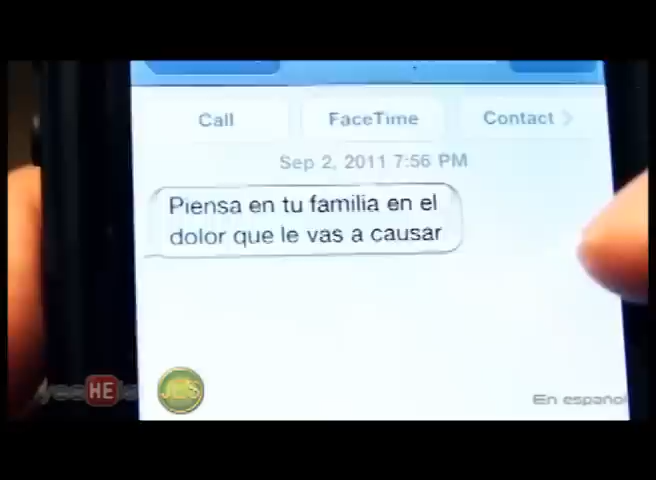 Call
FaceTime
Contact
Sep 2, 2011 7:56 PM
Piensa en tu familia en el
dolor que le vas a causar
HE
En español